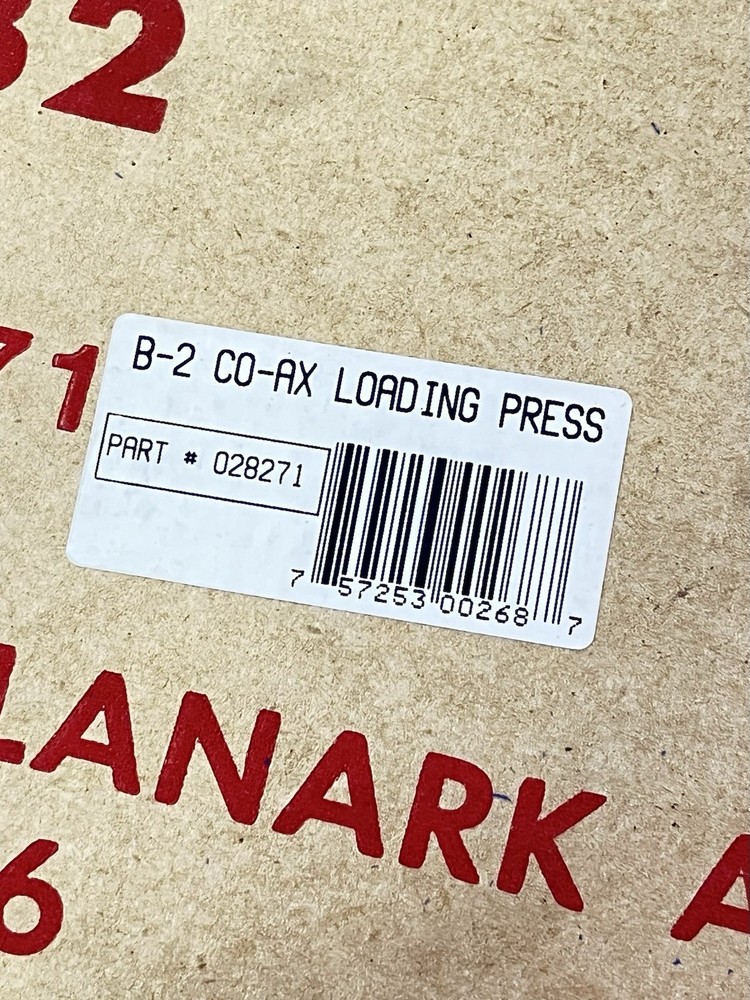 32
71
B-2 CO-AX LOADING PRESS
PART # 028271
7 57253 00268 7
LANARK A
6